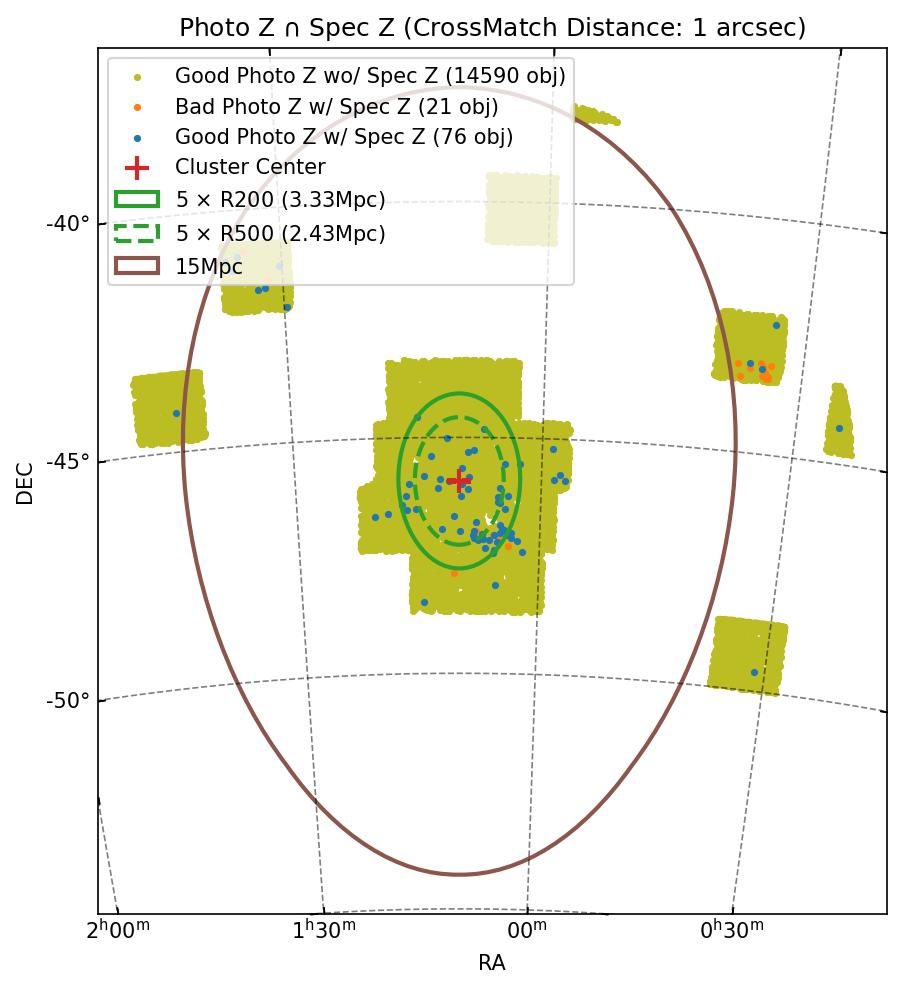 Photo Z ∩ Spec Z (CrossMatch Distance: 1 arcsec)
Good Photo Z wo/ Spec Z (14590 obj)
Bad Photo Z w/ Spec Z (21 obj)
Good Photo Z w/ Spec Z (76 obj)
Cluster Center
5 × R200 (3.33Mpc)
5 × R500 (2.43Mpc)
15Mpc
-40°
-45°
-50°
DEC
2ʰ00ᵐ 1ʰ30ᵐ 00ᵐ 0ʰ30ᵐ
RA